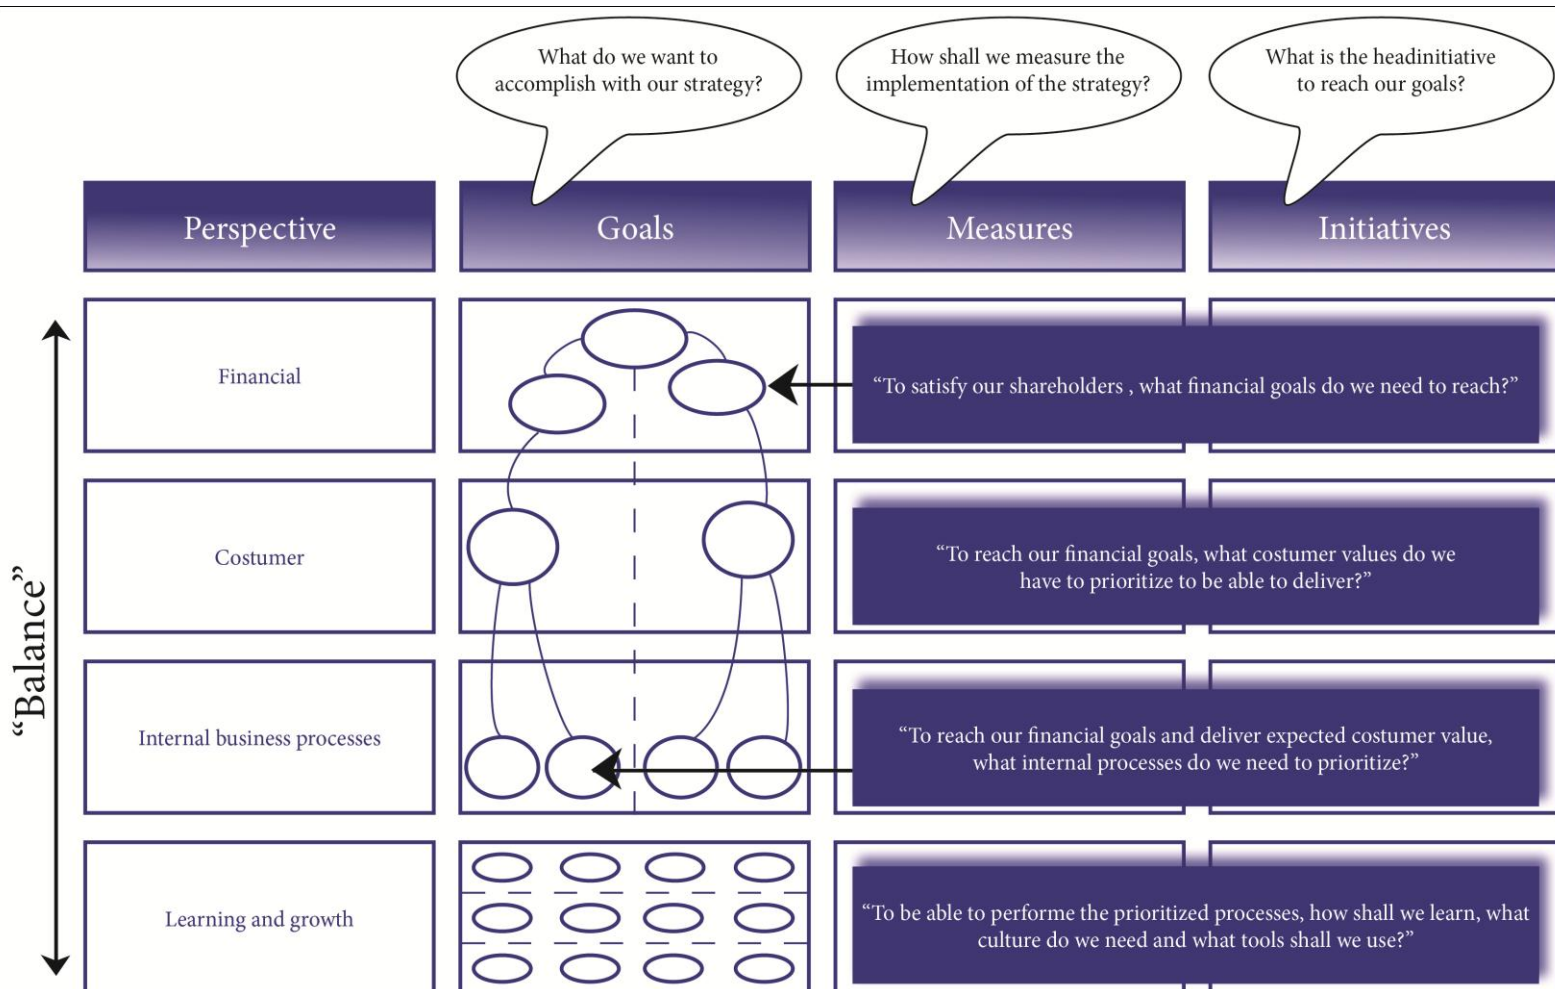 What do we want to
accomplish with our strategy?
How shall we measure the
implementation of the strategy?
What is the headinitiative
to reach our goals?
Perspective
Goals
Measures
Initiatives
“Balance”
Financial
“To satisfy our shareholders , what financial goals do we need to reach?”
Costumer
“To reach our financial goals, what costumer values do we
have to prioritize to be able to deliver?”
Internal business processes
“To reach our financial goals and deliver expected costumer value,
what internal processes do we need to prioritize?”
Learning and growth
“To be able to performe the prioritized processes, how shall we learn, what
culture do we need and what tools shall we use?”